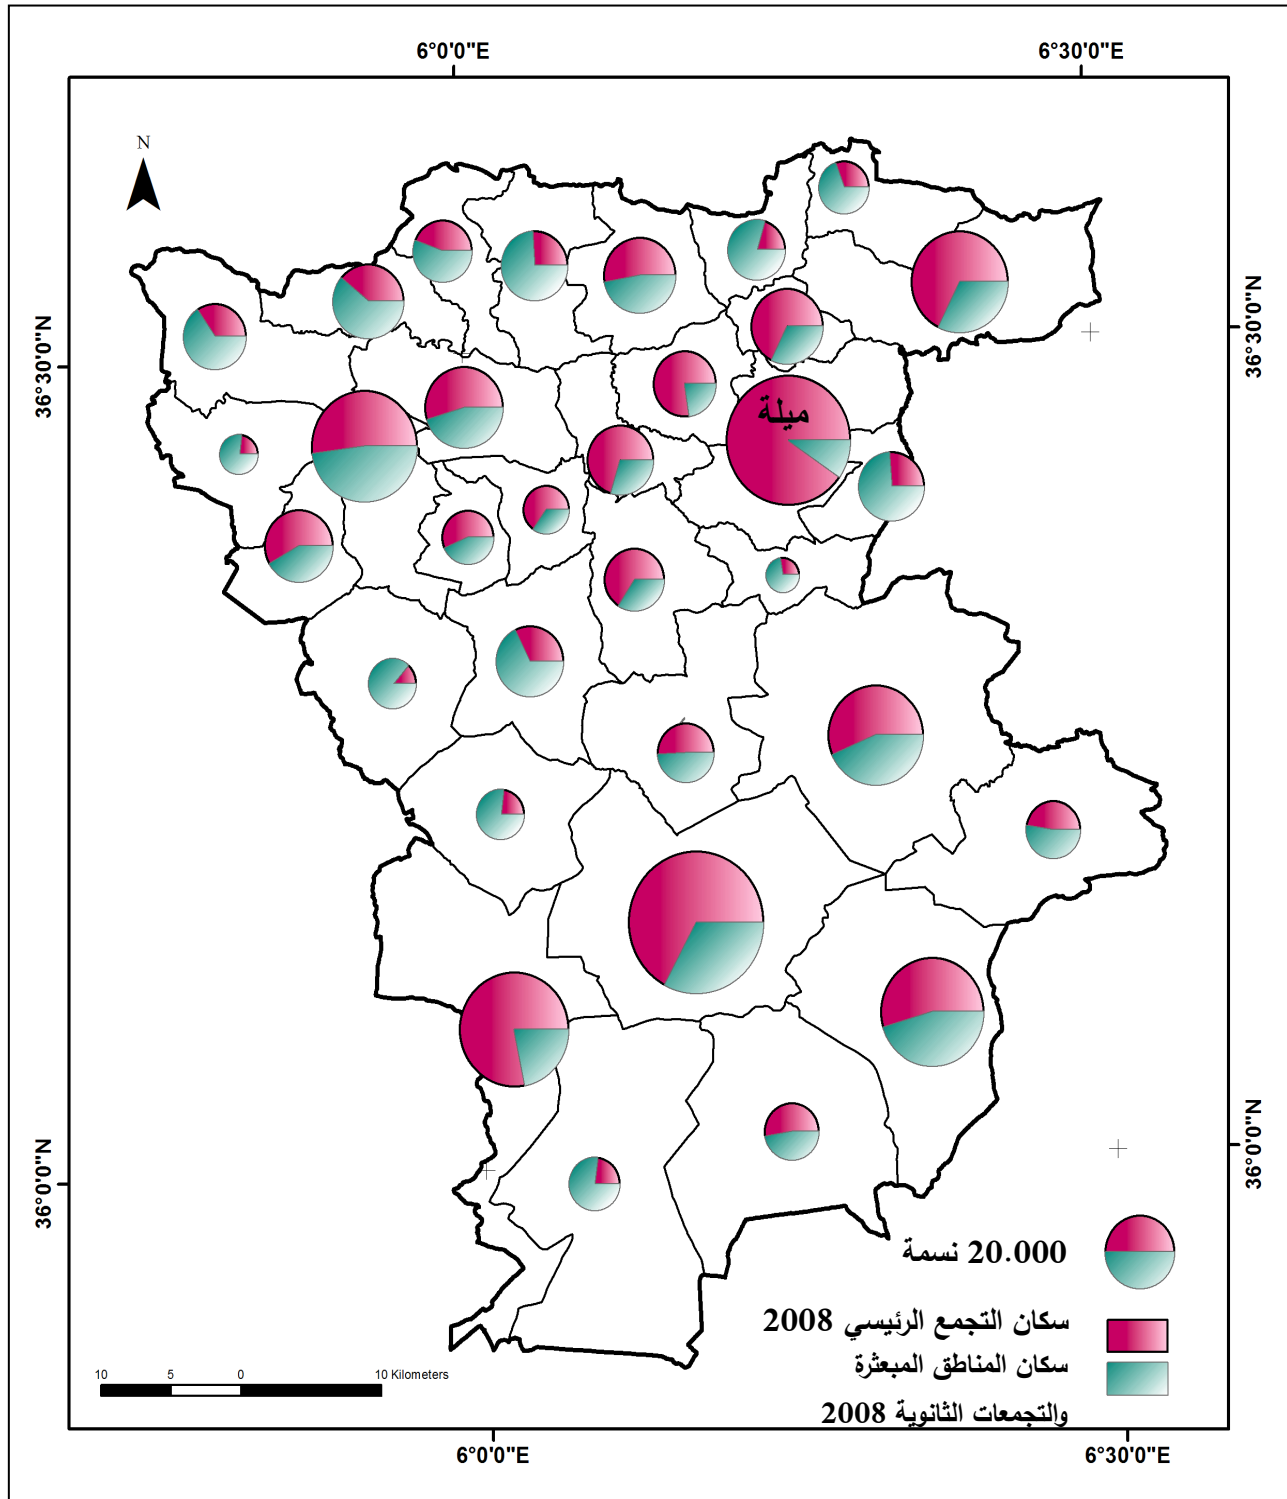 6°0'0"E
6°30'0"E
N
36°30'0"N
36°30'0"N
ميلة
36°0'0"N
36°0'0"N
20.000 نسمة
سكان التجمع الرئيسي 2008
سكان المناطق المبعثرة
والتجمعات الثانوية 2008
10 5 0 10 Kilometers
6°0'0"E
6°30'0"E